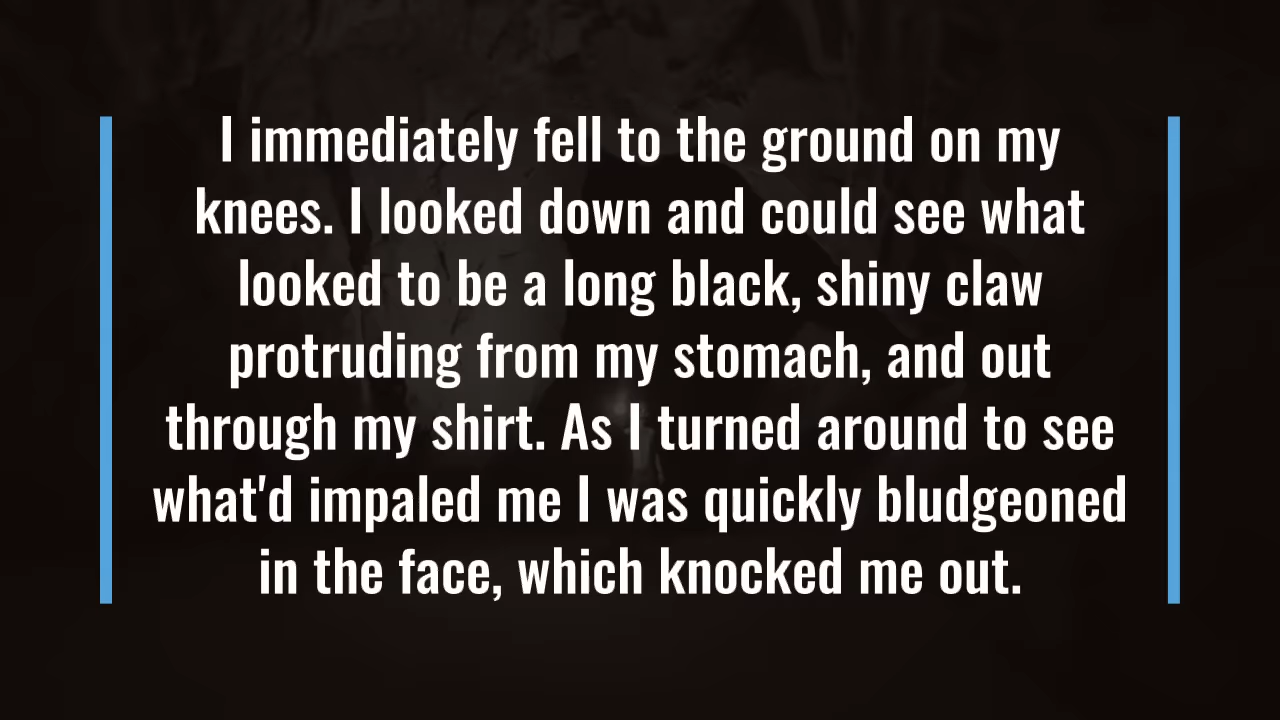 I immediately fell to the ground on my
knees. I looked down and could see what
looked to be a long black, shiny claw
protruding from my stomach, and out
through my shirt. As I turned around to see
what'd impaled me I was quickly bludgeoned
in the face, which knocked me out.